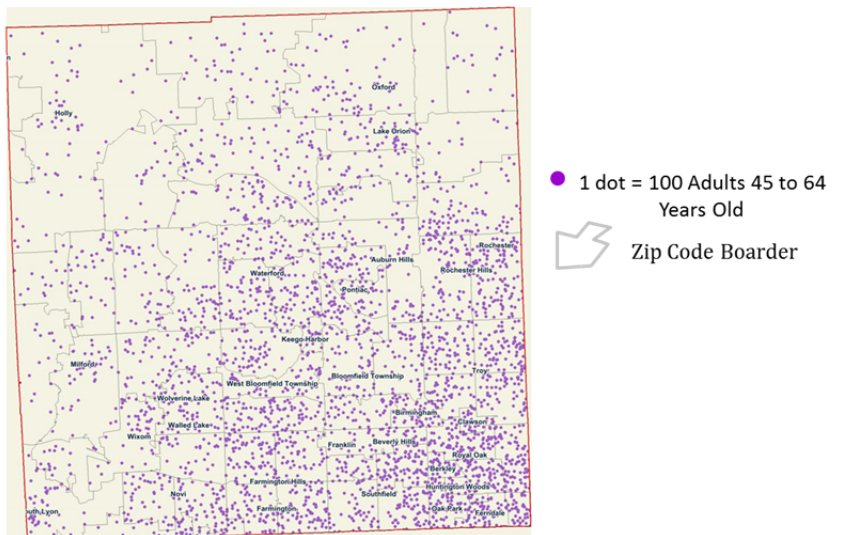 n
Oxford
Holly
Lake Orion
Rochester
Auburn Hills
Rochester Hills
Waterford
Pontiac
Keego Harbor
Milford
Troy
Bloomfield Township
West Bloomfield Township
Wolverine Lake
Birmingham
Clawson
Walled Lake
Wixom
Franklin
Beverly Hills
Royal Oak
Berkley
Farmington Hills
Huntington Woods
Novi
Southfield
uth Lyon
Farmington
Oak Park
Ferndale
1 dot = 100 Adults 45 to 64
Years Old
Zip Code Boarder